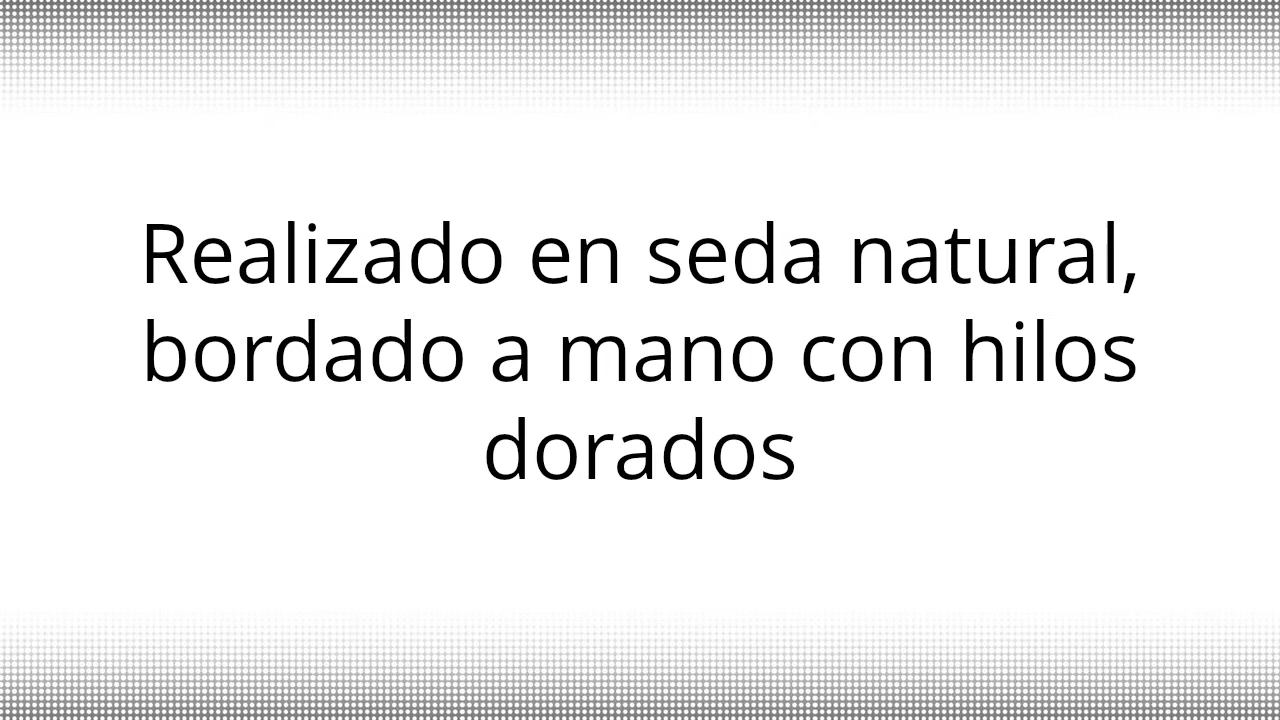 Realizado en seda natural,
bordado a mano con hilos
dorados